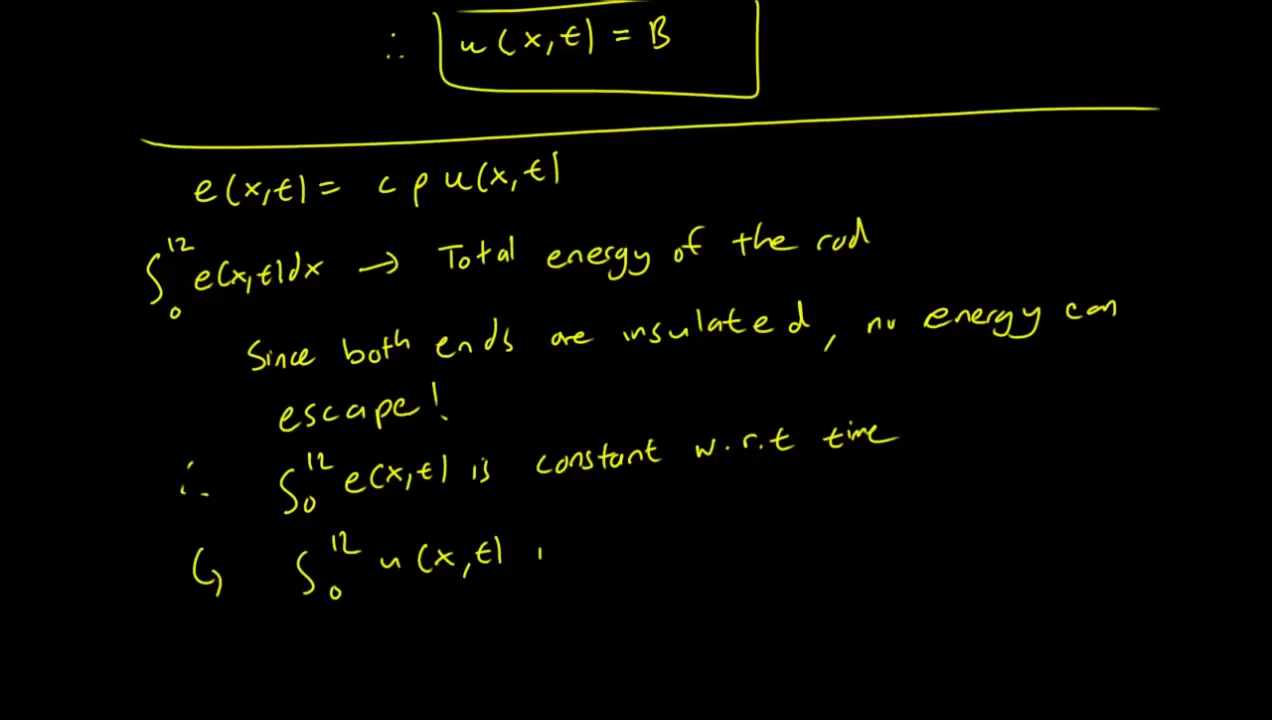 ∴ u(x,t) = B
e(x,t) = cρu(x,t)
∫₀¹² e(x,t)dx → Total energy of the rod
Since both ends are insulated, no energy can
escape!
∴ ∫₀¹² e(x,t) is constant w.r.t time
↳ ∫₀¹² u(x,t)